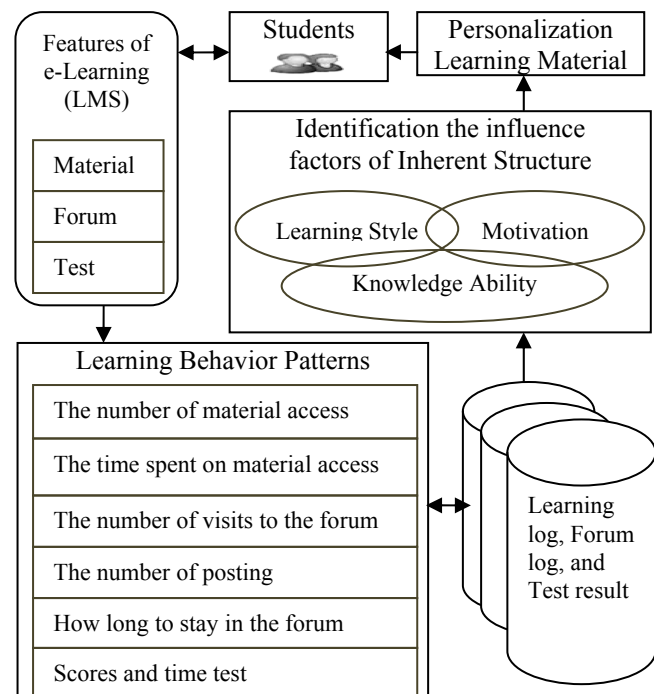 Features of
e-Learning
(LMS)
Material
Forum
Test
Students
Personalization
Learning Material
Identification the influence
factors of Inherent Structure
Learning Style
Motivation
Knowledge Ability
Learning Behavior Patterns
The number of material access
The time spent on material access
The number of visits to the forum
The number of posting
How long to stay in the forum
Scores and time test
Learning
log, Forum
log, and
Test result